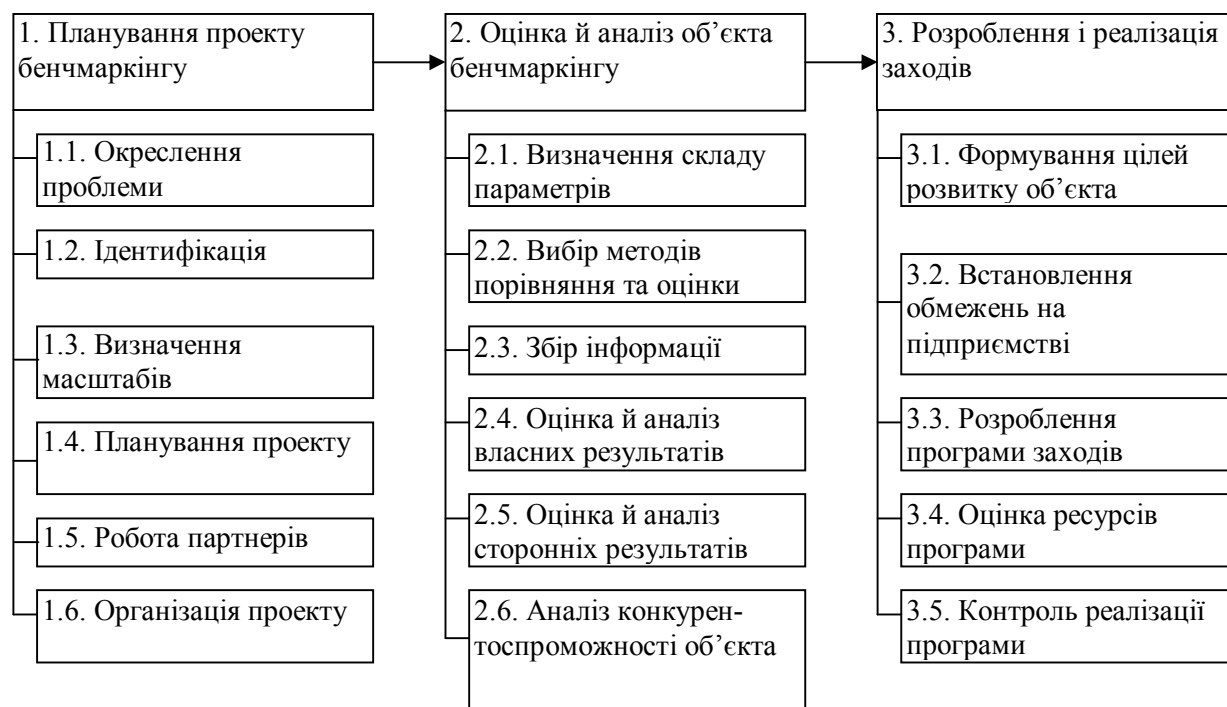 1. Планування проекту
бенчмаркінгу
1.1. Окреслення
проблеми
1.2. Ідентифікація
1.3. Визначення
масштабів
1.4. Планування проекту
1.5. Робота партнерів
1.6. Організація проекту
2. Оцінка й аналіз об’єкта
бенчмаркінгу
2.1. Визначення складу
параметрів
2.2. Вибір методів
порівняння та оцінки
2.3. Збір інформації
2.4. Оцінка й аналіз
власних результатів
2.5. Оцінка й аналіз
сторонніх результатів
2.6. Аналіз конкурен-
тоспроможності об’єкта
3. Розроблення і реалізація
заходів
3.1. Формування цілей
розвитку об’єкта
3.2. Встановлення
обмежень на
підприємстві
3.3. Розроблення
програми заходів
3.4. Оцінка ресурсів
програми
3.5. Контроль реалізації
програми